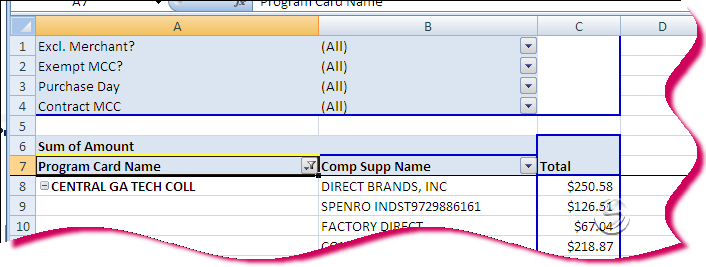 A7 Program Card Name
A B C D
1 Excl. Merchant? (All)
2 Exempt MCC? (All)
3 Purchase Day (All)
4 Contract MCC (All)
5
6 Sum of Amount
7 Program Card Name Comp Supp Name Total
8 CENTRAL GA TECH COLL DIRECT BRANDS, INC $250.58
9 SPENRO INDST9729886161 $126.51
10 FACTORY DIRECT $67.04
$218.87